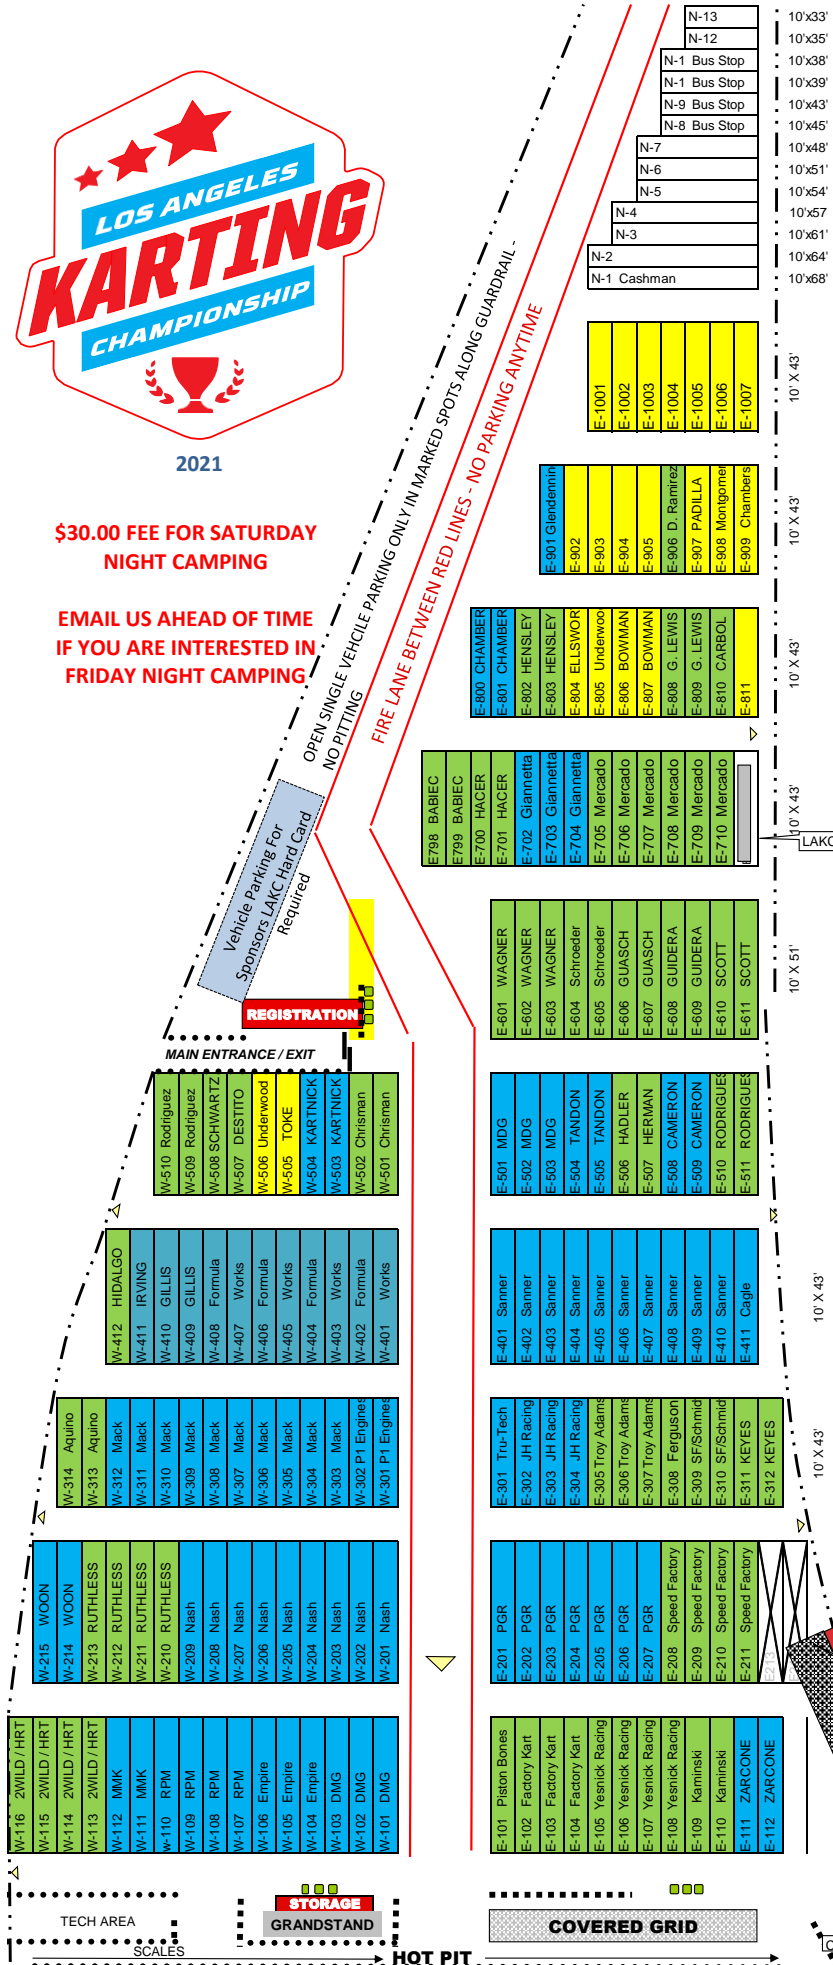 N-13 10'x33'
N-12 10'x35'
N-1 Bus Stop 10'x38'
N-1 Bus Stop 10'x39'
N-9 Bus Stop 10'x43'
N-8 Bus Stop 10'x45'
N-7 10'x48'
N-6 10'x51'
N-5 10'x54'
N-4 10'x57
N-3 10'x61'
N-2 10'x64'
N-1 Cashman 10'x68'
LOS ANGELES
KARTING
CHAMPIONSHIP
2021
$30.00 FEE FOR SATURDAY
NIGHT CAMPING
EMAIL US AHEAD OF TIME
IF YOU ARE INTERESTED IN
FRIDAY NIGHT CAMPING
OPEN SINGLE VEHCILE PARKING ONLY IN MARKED SPOTS ALONG GUARDRAIL -
NO PITTING
FIRE LANE BETWEEN RED LINES - NO PARKING ANYTIME
E-1001
E-1002
E-1003
E-1004
E-1005
E-1006
E-1007
10' X 43'
E-901 Glendennin
E-902
E-903
E-904
E-905
E-906 D. Ramirez
E-907 PADILLA
E-908 Montgomer
E-909 Chambers
10' X 43'
E-800 CHAMBER
E-801 CHAMBER
E-802 HENSLEY
E-803 HENSLEY
E-804 ELLSWOR
E-805 Underwoo
E-806 BOWMAN
E-807 BOWMAN
E-808 G. LEWIS
E-809 G. LEWIS
E-810 CARBOL
E-811
10' X 43'
E798 BABIEC
E799 BABIEC
E-700 HACER
E-701 HACER
E-702 Giannetta
E-703 Giannetta
E-704 Giannetta
E-705 Mercado
E-706 Mercado
E-707 Mercado
E-708 Mercado
E-709 Mercado
E-710 Mercado
10' X 43'
LAKC
Vehicle Parking For
Sponsors LAKC Hard Card
Required
REGISTRATION
MAIN ENTRANCE / EXIT
E-601 WAGNER
E-602 WAGNER
E-603 WAGNER
E-604 Schroeder
E-605 Schroeder
E-606 GUASCH
E-607 GUASCH
E-608 GUIDERA
E-609 GUIDERA
E-610 SCOTT
E-611 SCOTT
10' X 51'
W-510 Rodriguez
W-509 Rodriguez
W-508 SCHWARTZ
W-507 DESTITO
W-506 Underwood
W-505 TOKE
W-504 KARTNICK
W-503 KARTNICK
W-502 Chrisman
W-501 Chrisman
E-501 MDG
E-502 MDG
E-503 MDG
E-504 TANDON
E-505 TANDON
E-506 HADLER
E-507 HERMAN
E-508 CAMERON
E-509 CAMERON
E-510 RODRIGUES
E-511 RODRIGUES
W-412 HIDALGO
W-411 IRVING
W-410 GILLIS
W-409 GILLIS
W-408 Formula
W-407 Works
W-406 Formula
W-405 Works
W-404 Formula
W-403 Works
W-402 Formula
W-401 Works
E-401 Sanner
E-402 Sanner
E-403 Sanner
E-404 Sanner
E-405 Sanner
E-406 Sanner
E-407 Sanner
E-408 Sanner
E-409 Sanner
E-410 Sanner
E-411 Cagle
10' X 43'
W-314 Aquino
W-313 Aquino
W-312 Mack
W-311 Mack
W-310 Mack
W-309 Mack
W-308 Mack
W-307 Mack
W-306 Mack
W-305 Mack
W-304 Mack
W-303 Mack
W-302 P1 Engines
W-301 P1 Engines
E-301 Tru-Tech
E-302 JH Racing
E-303 JH Racing
E-304 JH Racing
E-305 Troy Adams
E-306 Troy Adams
E-307 Troy Adams
E-308 Ferguson
E-309 SF/Schmid
E-310 SF/Schmid
E-311 KEYES
E-312 KEYES
10' X 43'
W-215 WOON
W-214 WOON
W-213 RUTHLESS
W-212 RUTHLESS
W-211 RUTHLESS
W-210 RUTHLESS
W-209 Nash
W-208 Nash
W-207 Nash
W-206 Nash
W-205 Nash
W-204 Nash
W-203 Nash
W-202 Nash
W-201 Nash
E-201 PGR
E-202 PGR
E-203 PGR
E-204 PGR
E-205 PGR
E-206 PGR
E-207 PGR
E-208 Speed Factory
E-209 Speed Factory
E-210 Speed Factory
E-211 Speed Factory
E213
W-116 2WILD / HRT
W-115 2WILD / HRT
W-114 2WILD / HRT
W-113 2WILD / HRT
W-112 MMK
W-111 MMK
w-110 RPM
W-109 RPM
W-108 RPM
W-107 RPM
W-106 Empire
W-105 Empire
W-104 Empire
W-103 DMG
W-102 DMG
W-101 DMG
E-101 Piston Bones
E-102 Factory Kart
E-103 Factory Kart
E-104 Factory Kart
E-105 Yesnick Racing
E-106 Yesnick Racing
E-107 Yesnick Racing
E-108 Yesnick Racing
E-109 Kaminski
E-110 Kaminski
E-111 ZARCONE
E-112 ZARCONE
TECH AREA
STORAGE
GRANDSTAND
COVERED GRID
SCALES
HOT PIT